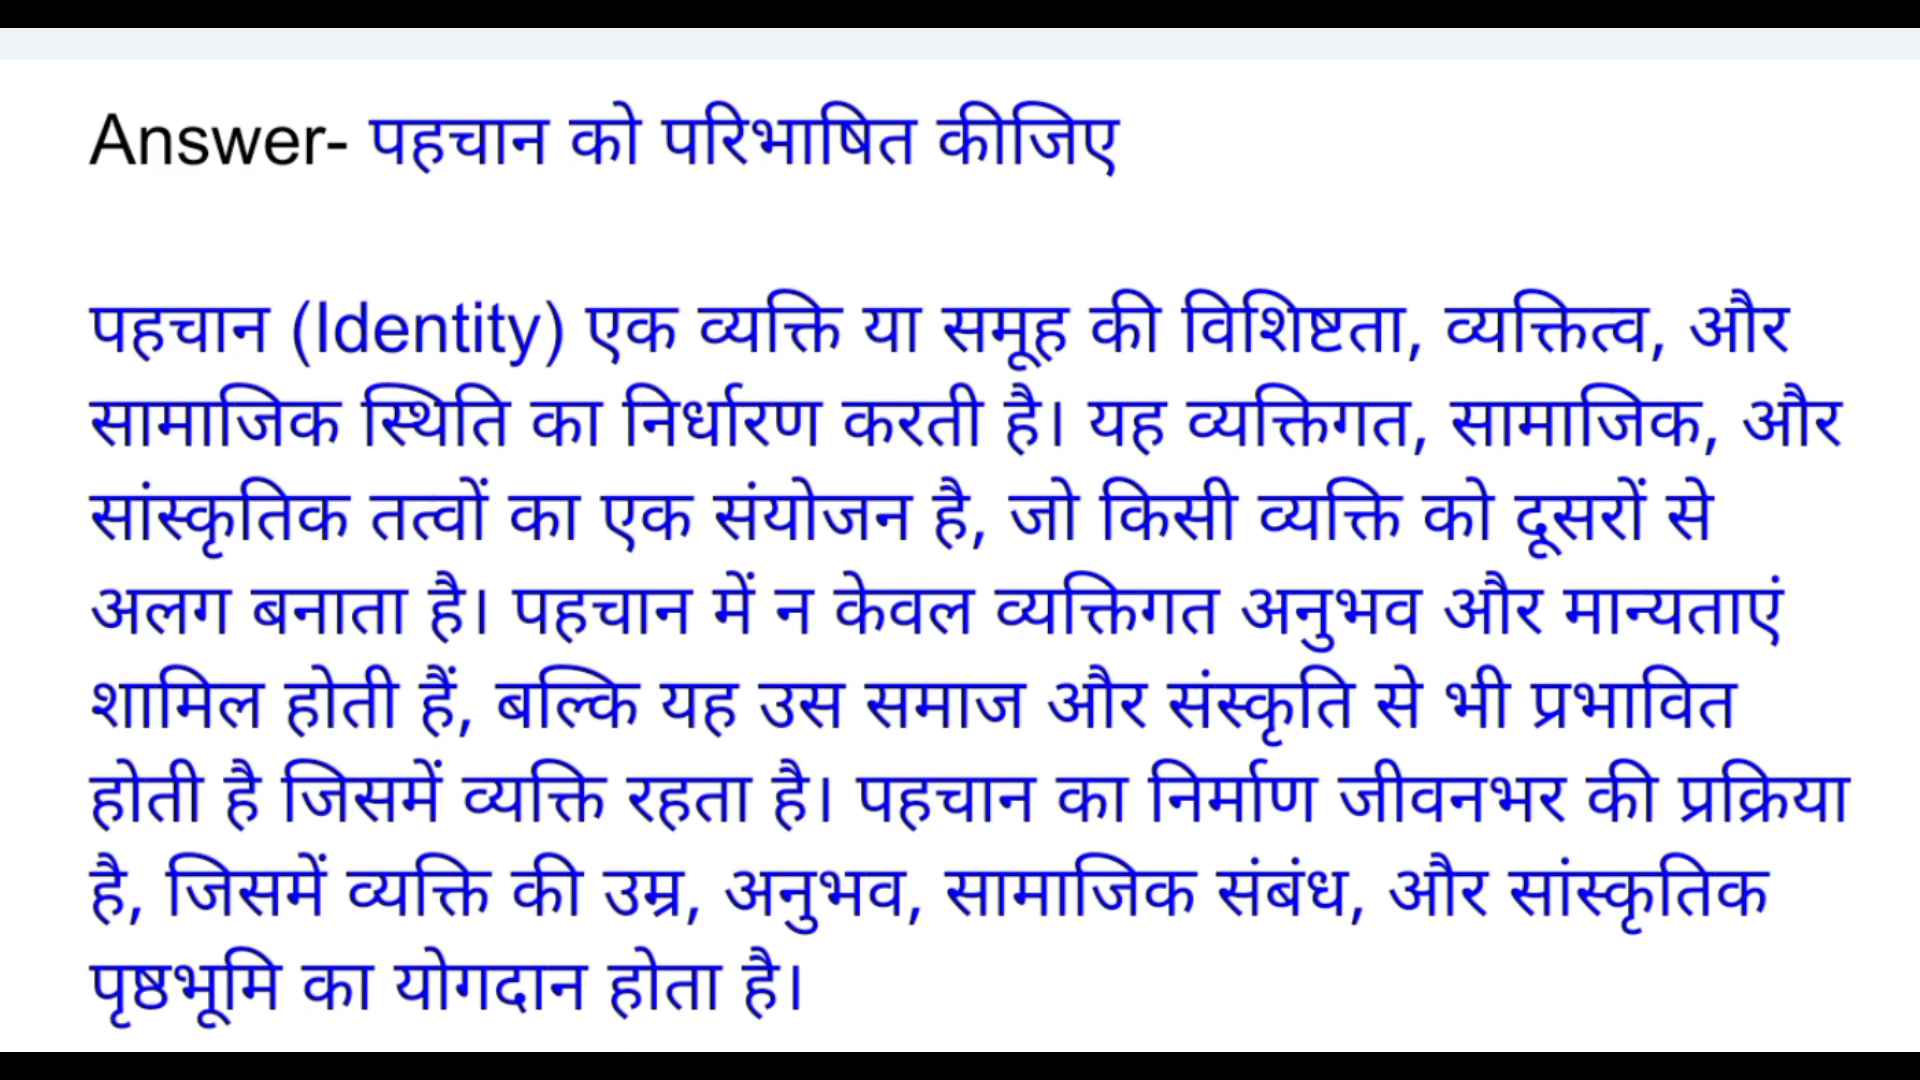 Answer- पहचान को परिभाषित कीजिए
पहचान (Identity) एक व्यक्ति या समूह की विशिष्टता, व्यक्तित्व, और
सामाजिक स्थिति का निर्धारण करती है। यह व्यक्तिगत, सामाजिक, और
सांस्कृतिक तत्वों का एक संयोजन है, जो किसी व्यक्ति को दूसरों से
अलग बनाता है। पहचान में न केवल व्यक्तिगत अनुभव और मान्यताएं
शामिल होती हैं, बल्कि यह उस समाज और संस्कृति से भी प्रभावित
होती है जिसमें व्यक्ति रहता है। पहचान का निर्माण जीवनभर की प्रक्रिया
है, जिसमें व्यक्ति की उम्र, अनुभव, सामाजिक संबंध, और सांस्कृतिक
पृष्ठभूमि का योगदान होता है।